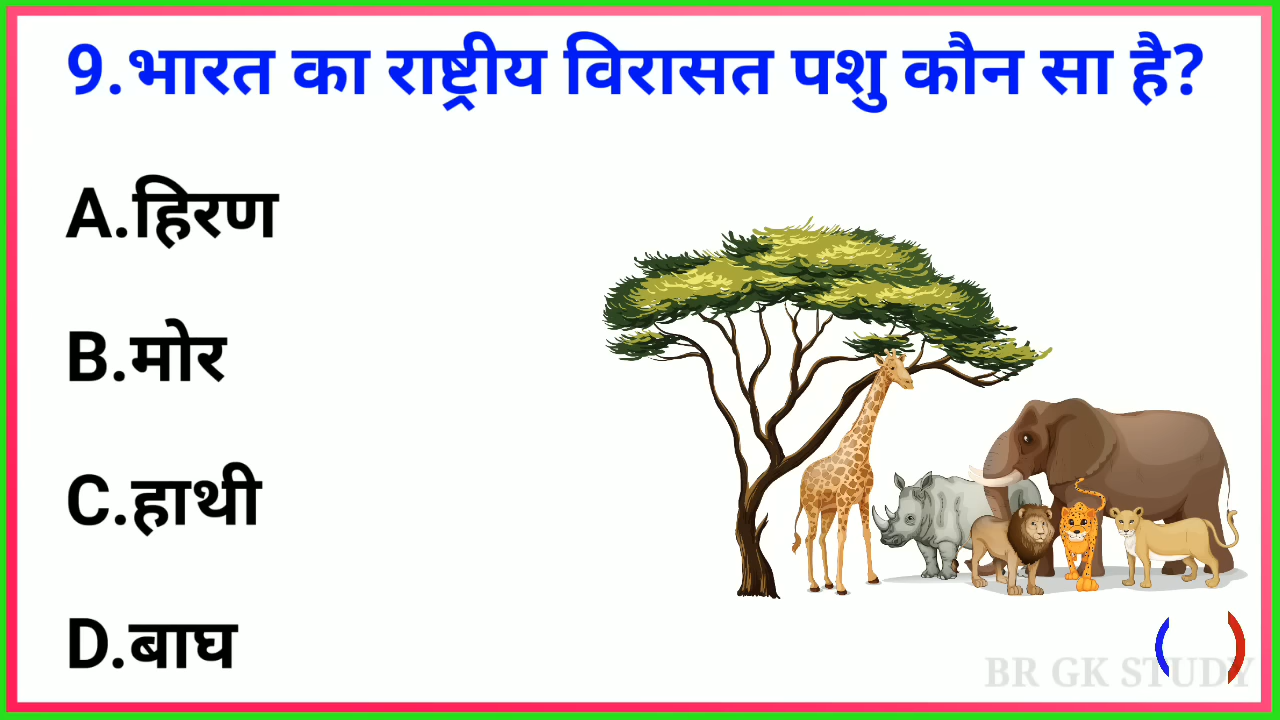 9.भारत का राष्ट्रीय विरासत पशु कौन सा है?
A.हिरण
B.मोर
C.हाथी
D.बाघ
BR GK STUDY